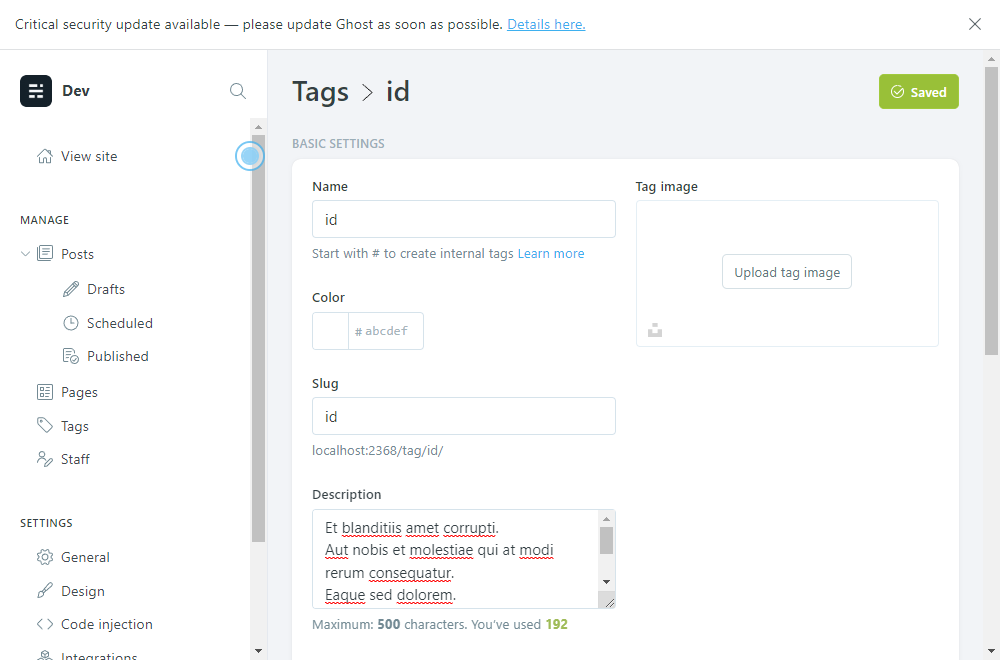 Critical security update available — please update Ghost as soon as possible. Details here.
Dev
View site
MANAGE
Posts
Drafts
Scheduled
Published
Pages
Tags
Staff
SETTINGS
General
Design
Code injection
Integrations
Tags > id
Saved
BASIC SETTINGS
Name
id
Start with # to create internal tags Learn more
Color
# abcdef
Slug
id
localhost:2368/tag/id/
Description
Et blanditiis amet corrupti.
Aut nobis et molestiae qui at modi
rerum consequatur.
Eaque sed dolorem.
Maximum: 500 characters. You've used 192
Tag image
Upload tag image